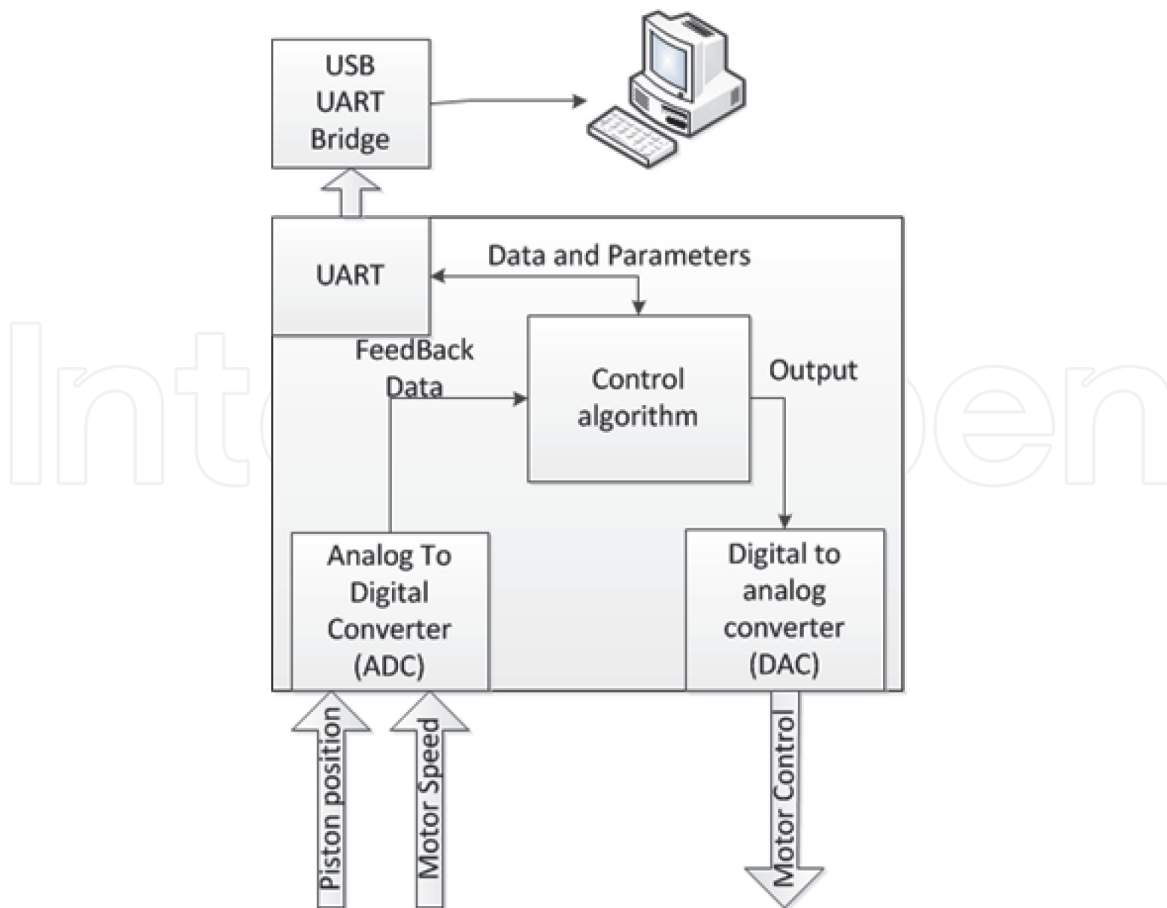 USB
UART
Bridge
UART
Data and Parameters
FeedBack
Data
Control
algorithm
Output
Analog To
Digital
Converter
(ADC)
Digital to
analog
converter
(DAC)
Piston position
Motor Speed
Motor Control